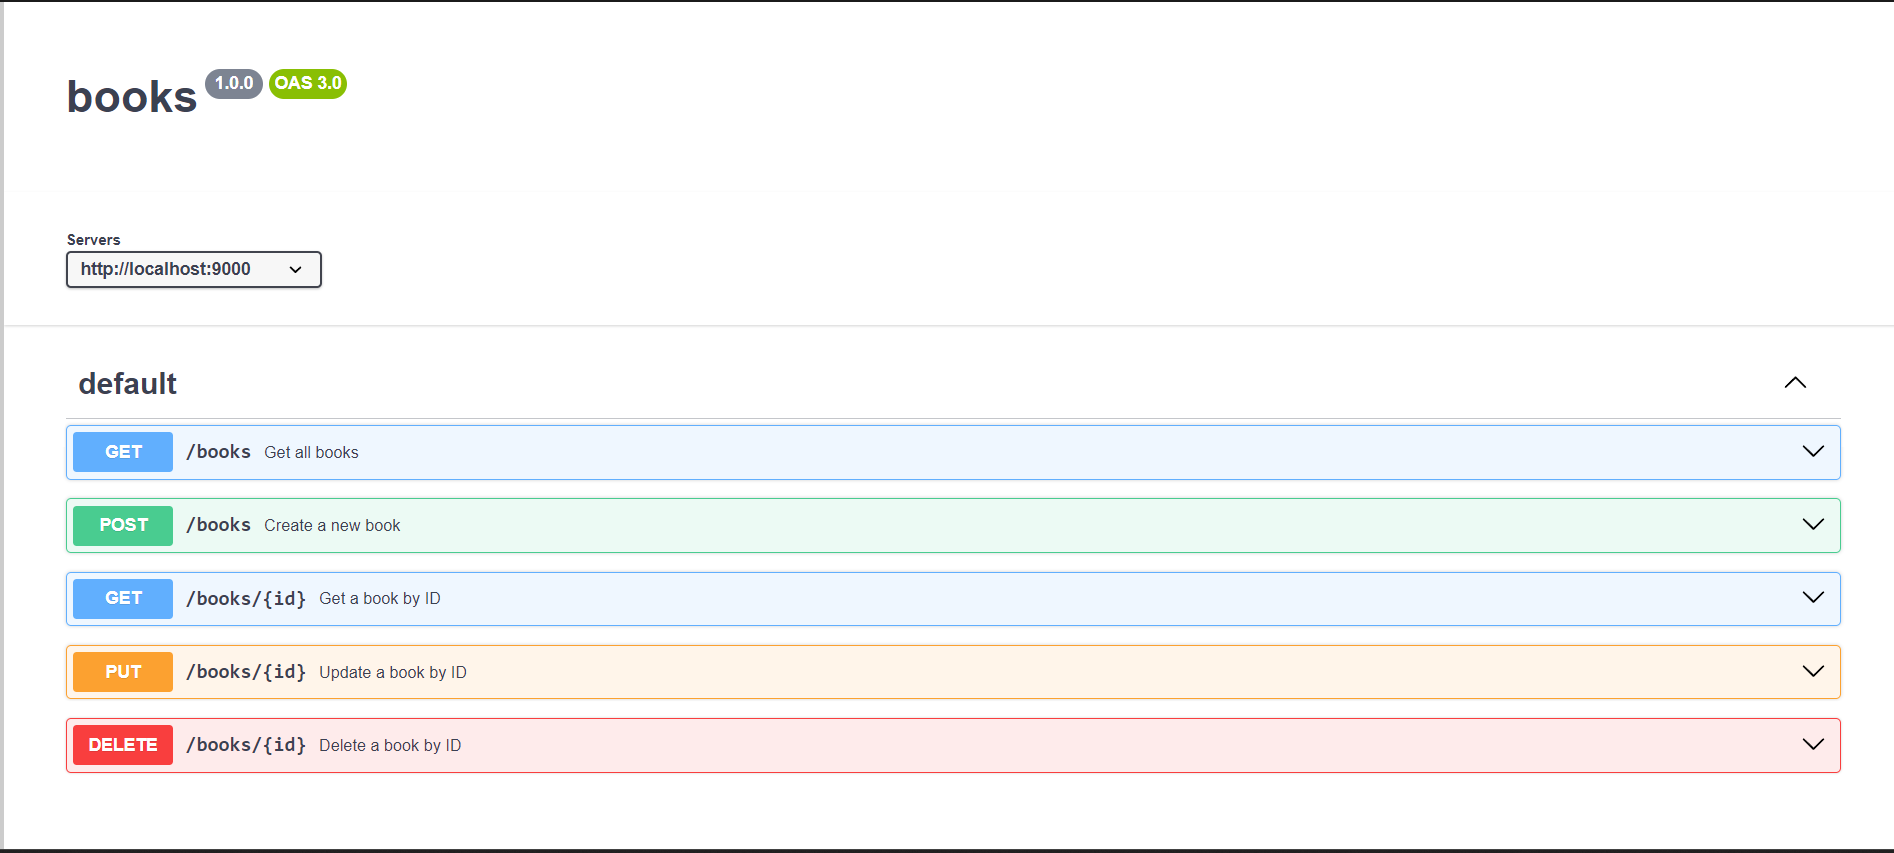 books 1.0.0 OAS 3.0
Servers
http://localhost:9000
default
GET /books Get all books
POST /books Create a new book
GET /books/{id} Get a book by ID
PUT /books/{id} Update a book by ID
DELETE /books/{id} Delete a book by ID